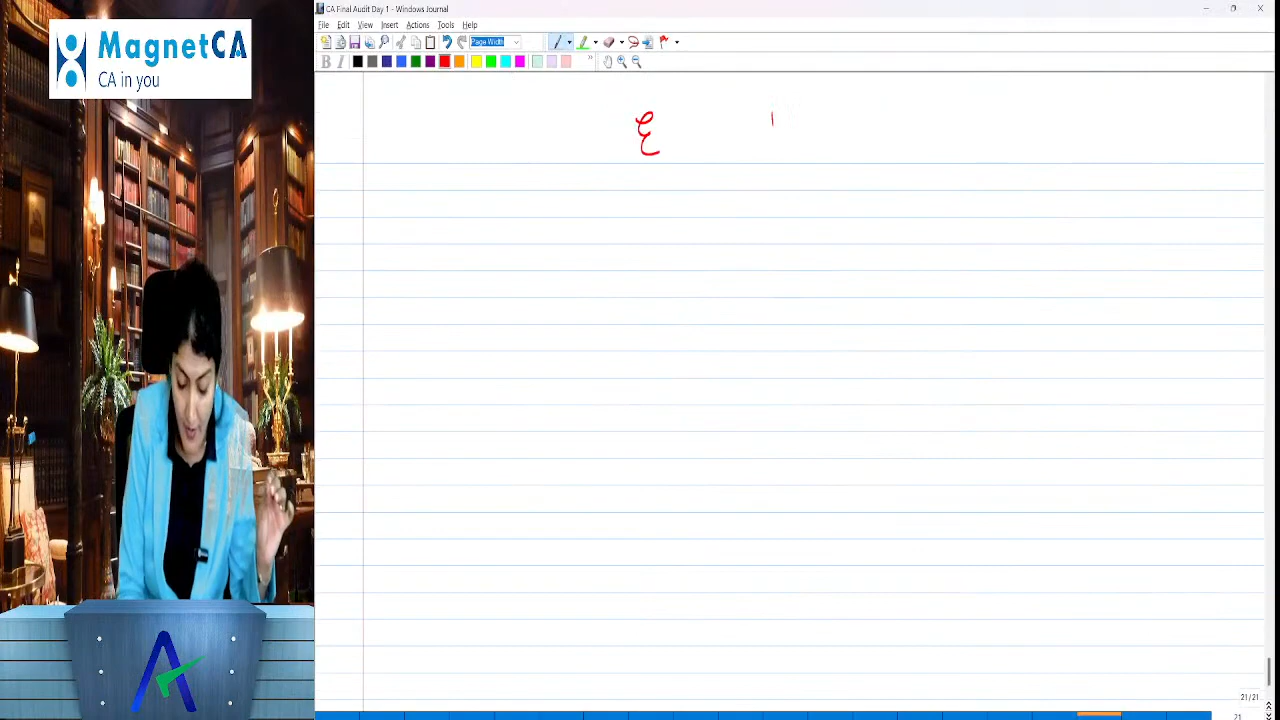 MagnetCA
CA in you
CA Final Audit Day 1 - Windows Journal
File Edit View Insert Actions Tools Help
Page Width
B I
21/21